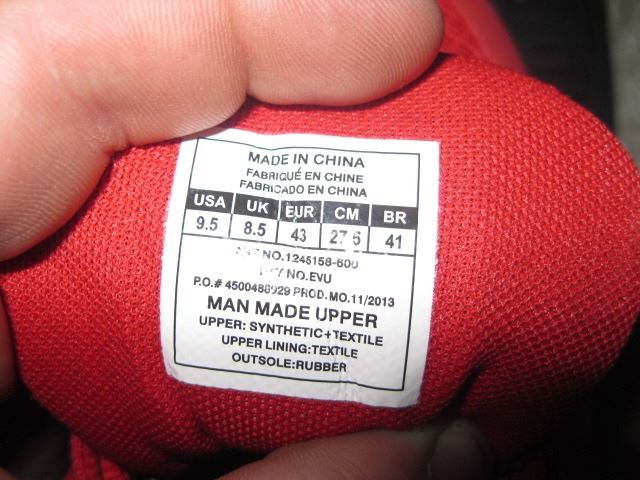 MADE IN CHINA
FABRIQUÉ EN CHINE
FABRICADO EN CHINA
USA UK EUR CM BR
9.5 8.5 43 27.5 41
NO.1246158-600
NO.EVU
P.O.# 4500488929 PROD.MO.11/2013
MAN MADE UPPER
UPPER: SYNTHETIC+TEXTILE
UPPER LINING:TEXTILE
OUTSOLE:RUBBER